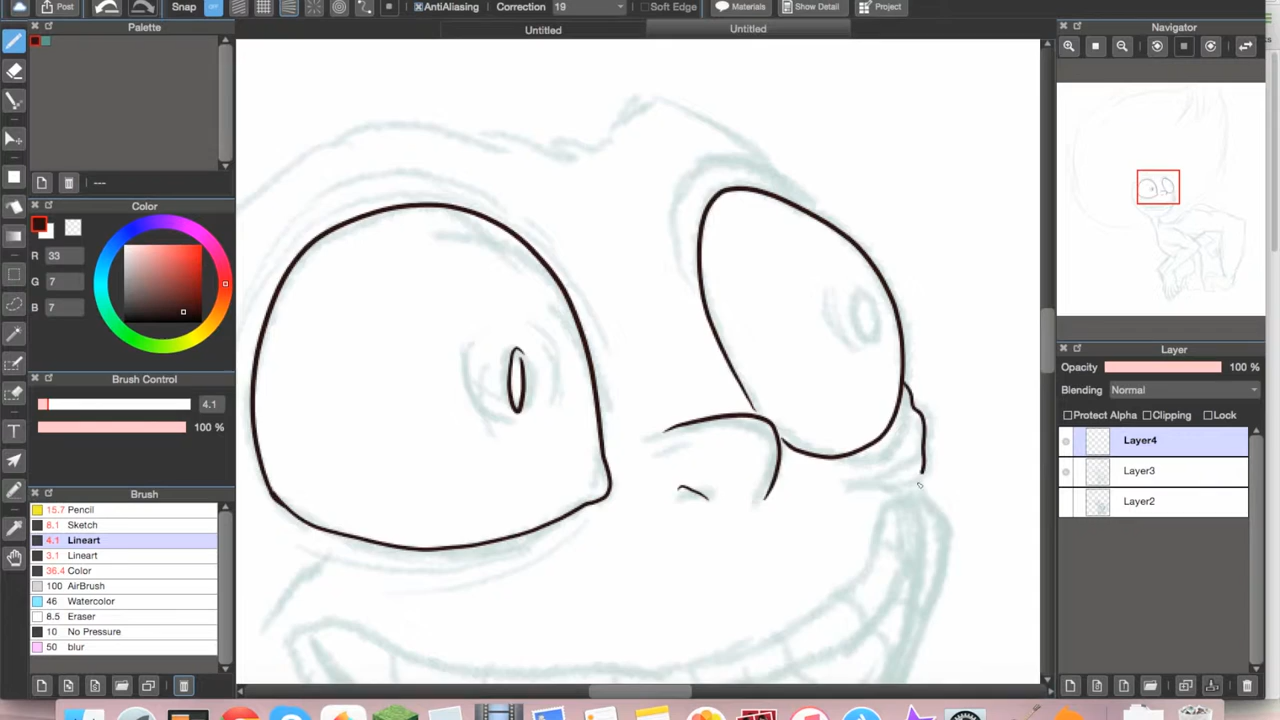 Post
Snap
AntiAliasing
Correction 19
Soft Edge
Materials
Show Detail
Project
Untitled
Untitled
Palette
---
Color
R 33
G 7
B 7
Brush Control
4.1
100 %
Brush
15.7 Pencil
8.1 Sketch
4.1 Lineart
3.1 Lineart
36.4 Color
100 AirBrush
46 Watercolor
8.5 Eraser
10 No Pressure
50 blur
Navigator
Layer
Opacity 100 %
Blending Normal
Protect Alpha Clipping Lock
Layer4
Layer3
Layer2